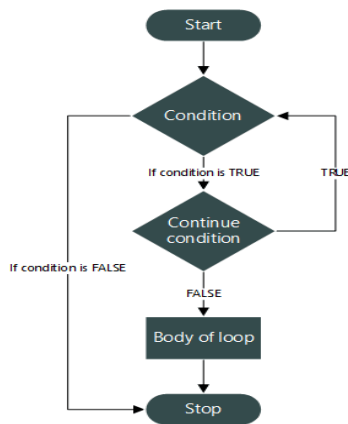 Start
Condition
If condition is TRUE
TRUE
Continue
condition
If condition is FALSE
FALSE
Body of loop
Stop